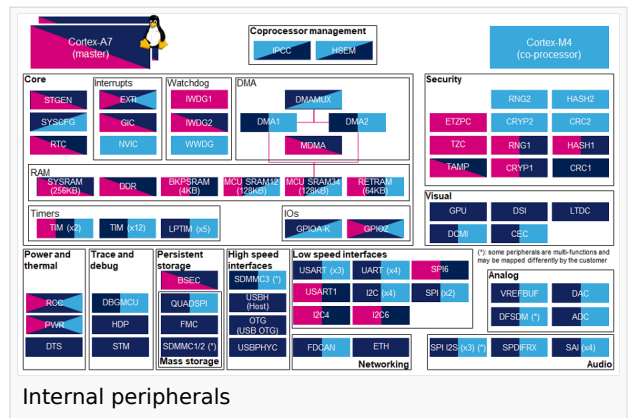 Cortex-A7
(master)
Coprocessor management
IPCC
HSEM
Cortex-M4
(co-processor)
Core
STGEN
SYSCFG
RTC
Interrupts
EXTI
GIC
NVIC
Watchdog
IWDG1
IWDG2
WWDG
DMA
DMAMUX
DMA1
DMA2
MDMA
Security
RNG2
HASH2
ETZPC
CRYP2
CRC2
TZC
RNG1
HASH1
TAMP
CRYP1
CRC1
RAM
SYSRAM
(256KB)
DDR
BKPSRAM
(4KB)
MCU SRAM12
(128KB)
MCU SRAM34
(128KB)
RETRAM
(64KB)
Timers
TIM (x2)
TIM (x12)
LPTIM (x5)
IOs
GPIOA-K
GPIOZ
Visual
GPU
DSI
LTDC
DCMI
CEC
Power and
thermal
RCC
PWR
DTS
Trace and
debug
DBGMCU
HDP
STM
Persistent
storage
BSEC
QUADSPI
FMC
SDMMC1/2 (*)
Mass storage
High speed
interfaces
SDMMC3 (*)
USBH
(Host)
OTG
(USB OTG)
USBPHYC
Low speed interfaces
USART (x3)
UART (x4)
SPI6
USART1
I2C (x4)
SPI (x2)
I2C4
I2C6
FDCAN
ETH
Networking
(*): some peripherals are multi-functions and
may be mapped differently by the customer
Analog
VREFBUF
DAC
DFSDM (*)
ADC
SPI I2S (x3) (*)
SPDIFRX
SAI (x4)
Audio
Internal peripherals